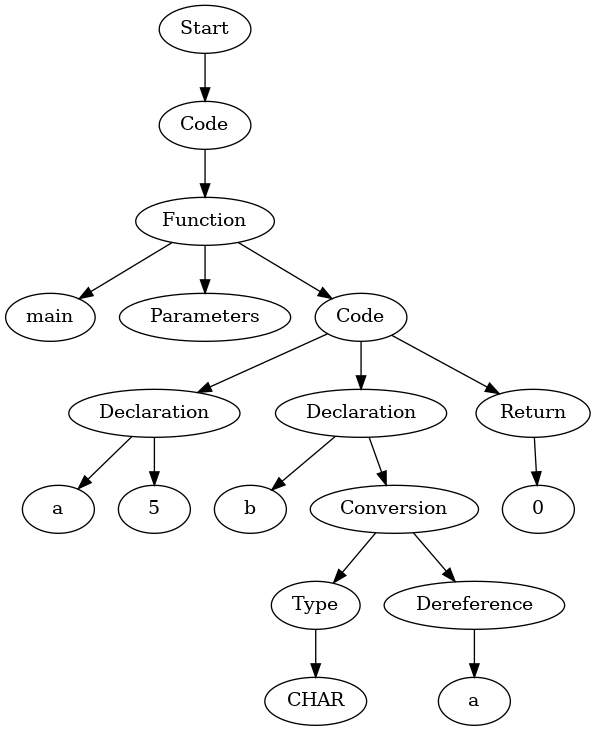 Start
Code
Function
main
Parameters
Code
Declaration
Declaration
Return
a
5
b
Conversion
0
Type
Dereference
CHAR
a